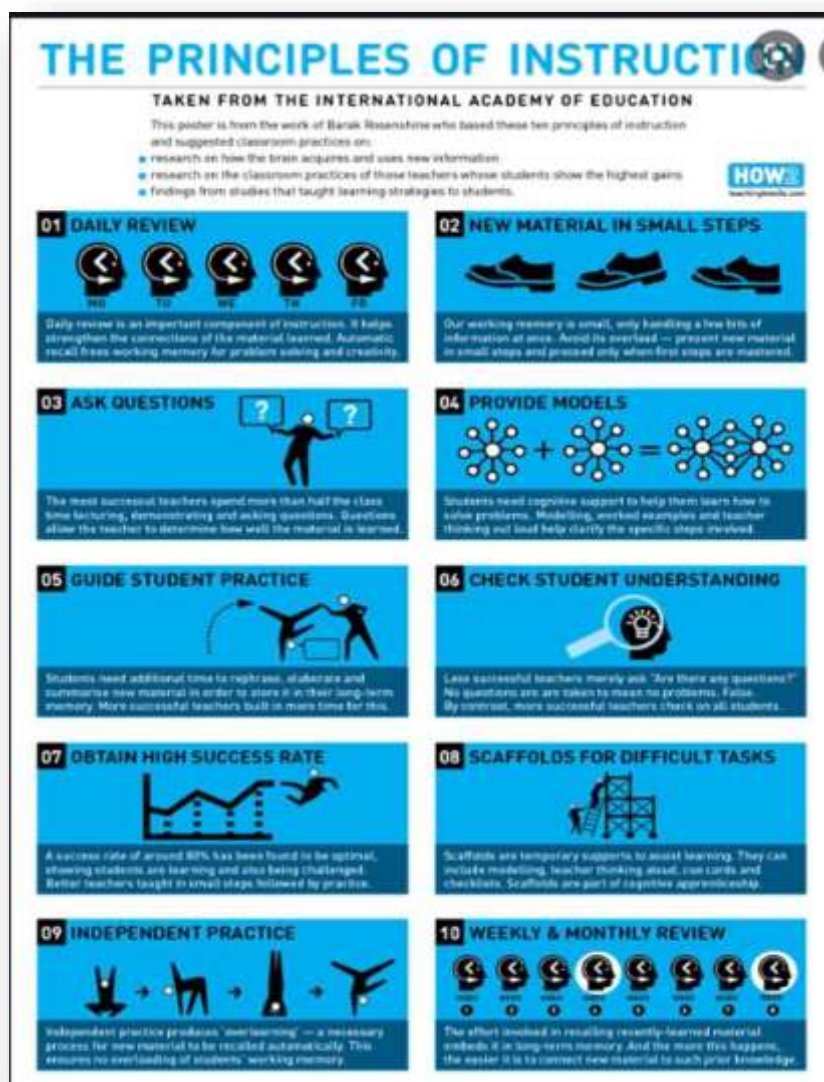 THE PRINCIPLES OF INSTRUCTION
TAKEN FROM THE INTERNATIONAL ACADEMY OF EDUCATION
This poster is from the work of Barak Rosenshine who based these ten principles of instruction
and suggested classroom practices on:
research on how the brain acquires and uses new information
research on the classroom practices of those teachers whose students show the highest gains
findings from studies that taught learning strategies to students.
HOW2
01 DAILY REVIEW
MO TU WE TH FR
Daily review is an important component of instruction. It helps
strengthen the connections of the material learned. Automatic
recall frees working memory for problem solving and creativity.
02 NEW MATERIAL IN SMALL STEPS
Our working memory is small, only handling a few bits of
information at once. Avoid its overload — present new material
in small steps and proceed only when first steps are mastered.
03 ASK QUESTIONS
? ?
The most successful teachers spend more than half the class
time lecturing, demonstrating and asking questions. Questions
allow the teacher to determine how well the material is learned.
04 PROVIDE MODELS
+ =
Students need cognitive support to help them learn how to
solve problems. Modelling, worked examples and teacher
thinking out loud help clarify the specific steps involved.
05 GUIDE STUDENT PRACTICE
Students need additional time to rephrase, elaborate and
summarise new material in order to store it in their long-term
memory. More successful teachers built in more time for this.
06 CHECK STUDENT UNDERSTANDING
Less successful teachers merely ask "Are there any questions?"
No questions are are taken to mean no problems. False.
By contrast, more successful teachers check on all students.
07 OBTAIN HIGH SUCCESS RATE
A success rate of around 80% has been found to be optimal,
showing students are learning and also being challenged.
Better teachers taught in small steps followed by practice.
08 SCAFFOLDS FOR DIFFICULT TASKS
Scaffolds are temporary supports to assist learning. They can
include modelling, teacher thinking aloud, cue cards and
checklists. Scaffolds are part of cognitive apprenticeship.
09 INDEPENDENT PRACTICE
Independent practice produces 'overlearning' — a necessary
process for new material to be recalled automatically. This
ensures no overloading of students' working memory.
10 WEEKLY & MONTHLY REVIEW
The effort involved in recalling recently-learned material
embeds it in long-term memory. And the more this happens,
the easier it is to connect new material to such prior knowledge.